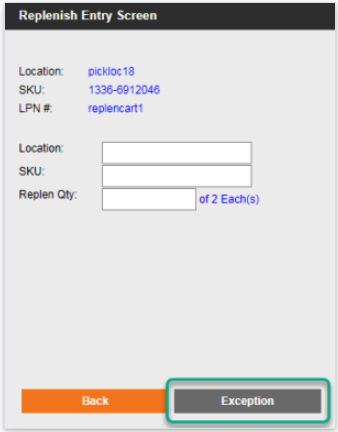 Replenish Entry Screen
Location: pickloc18
SKU: 1336-6912046
LPN #: replencart1
Location:
SKU:
Replen Qty: of 2 Each(s)
Back Exception